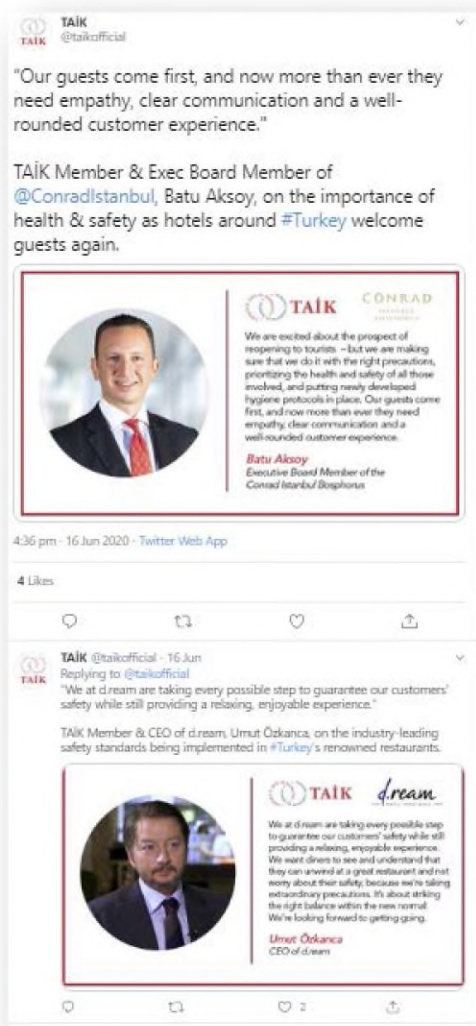 TAİK
@taikofficial
TAİK
"Our guests come first, and now more than ever they
need empathy, clear communication and a well-
rounded customer experience."
TAİK Member & Exec Board Member of
@ConradIstanbul, Batu Aksoy, on the importance of
health & safety as hotels around #Turkey welcome
guests again.
TAİK
CONRAD
We are excited about the prospect of
reopening to tourists – but we are making
sure that we do it with the right precautions,
prioritizing the health and safety of all those
involved, and putting newly developed
hygiene protocols in place. Our guests come
first, and now more than ever they need
empathy, clear communication and a
well-rounded customer experience.
Batu Aksoy
Executive Board Member of the
Conrad Istanbul Bosphorus
4:36 pm · 16 Jun 2020 · Twitter Web App
4 Likes
TAİK @taikofficial · 16 Jun
TAİK
Replying to @taikofficial
"We at d.ream are taking every possible step to guarantee our customers'
safety while still providing a relaxing, enjoyable experience."
TAİK Member & CEO of d.ream, Umut Özkanca, on the industry-leading
safety standards being implemented in #Turkey's renowned restaurants.
TAİK
d.ream
We at d.ream are taking every possible step
to guarantee our customers' safety while still
providing a relaxing, enjoyable experience.
We want diners to see and understand that
they can unwind at a great restaurant and not
worry about their safety, because we're taking
extraordinary precautions. It's about striking
the right balance within the new normal.
We're looking forward to getting going.
Umut Özkanca
CEO of d.ream
2